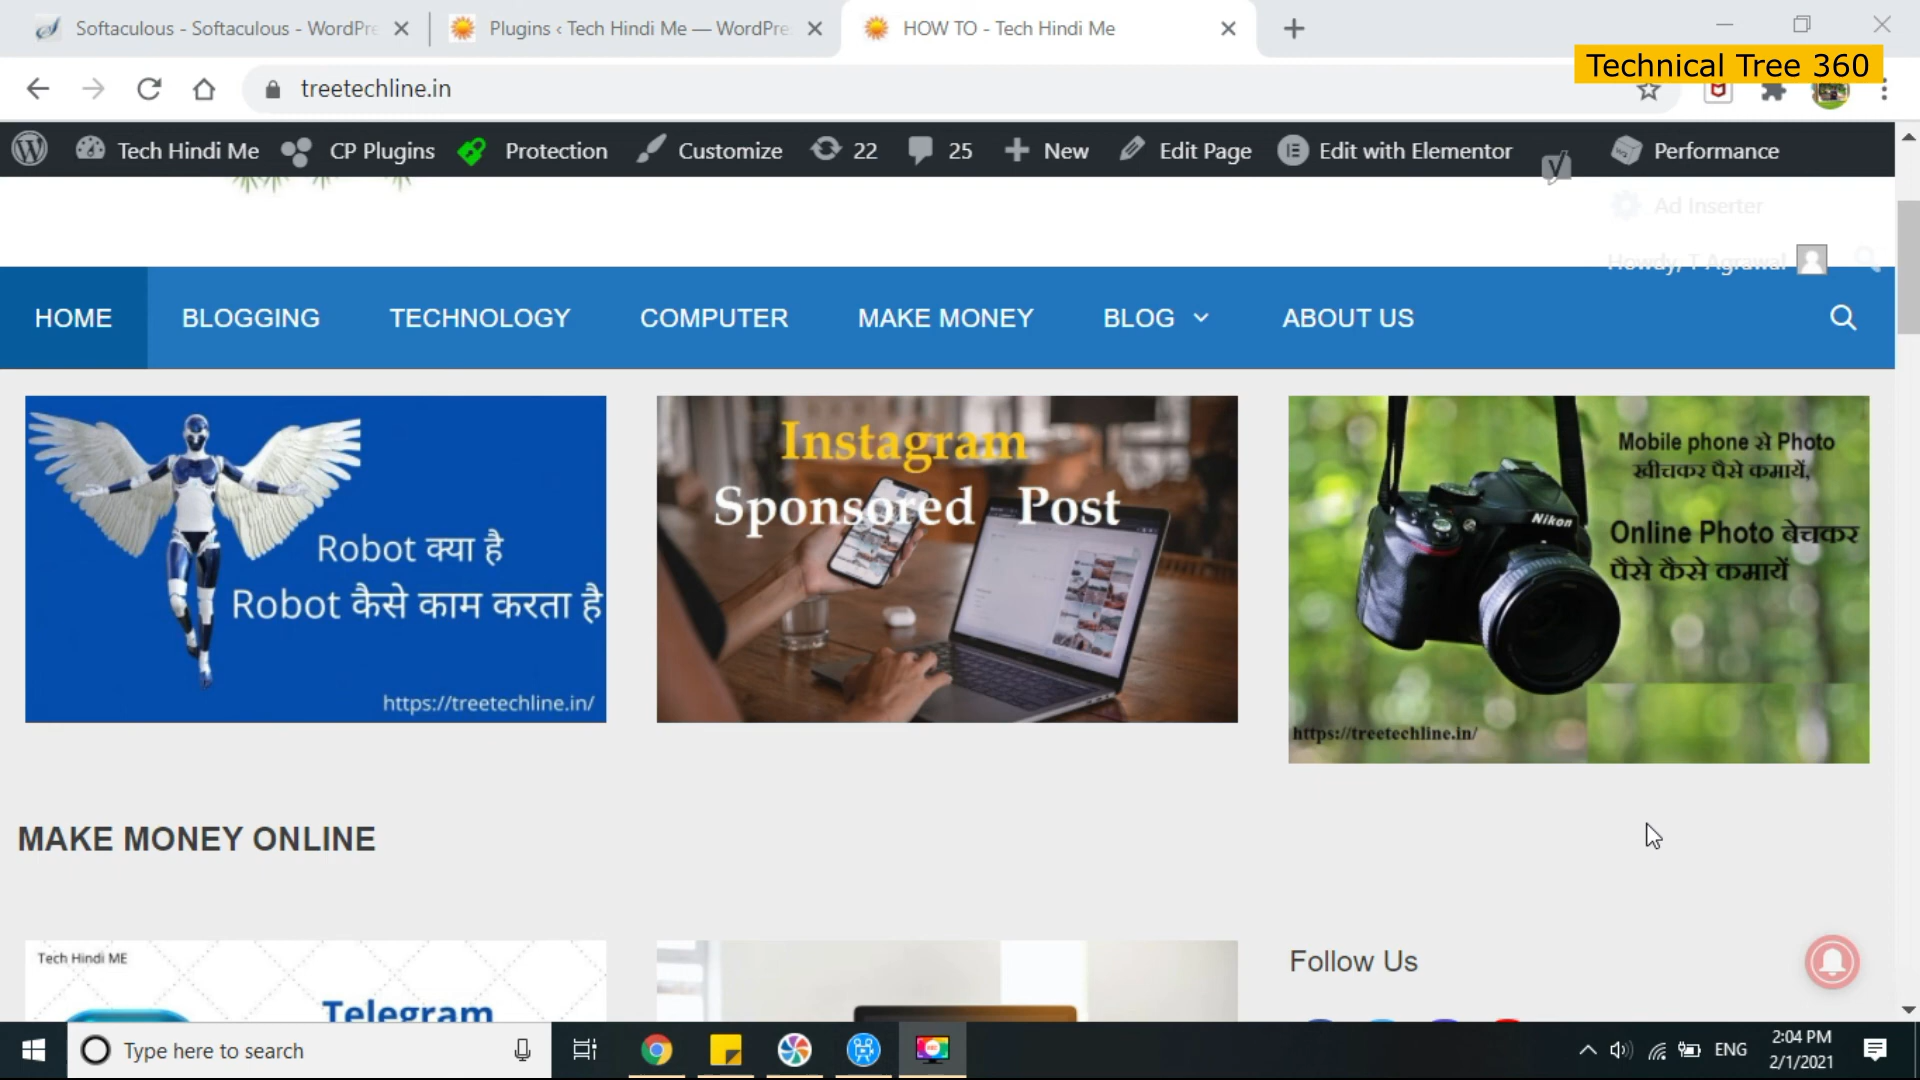 Softaculous - Softaculous - WordPre
Plugins ‹ Tech Hindi Me — WordPre
HOW TO - Tech Hindi Me
Technical Tree 360
treetechline.in
Tech Hindi Me
CP Plugins
Protection
Customize
22
25
New
Edit Page
Edit with Elementor
Performance
Ad Inserter
Howdy, T Agrawal
HOME
BLOGGING
TECHNOLOGY
COMPUTER
MAKE MONEY
BLOG
ABOUT US
Robot क्या है
Robot कैसे काम करता है
https://treetechline.in/
Instagram
Sponsored Post
Mobile phone से Photo
खीचकर पैसे कमायें,
Nikon
Online Photo बेचकर
पैसे कैसे कमायें
https://treetechline.in/
MAKE MONEY ONLINE
Tech Hindi ME
Telegram
Follow Us
Type here to search
ENG
2:04 PM
2/1/2021